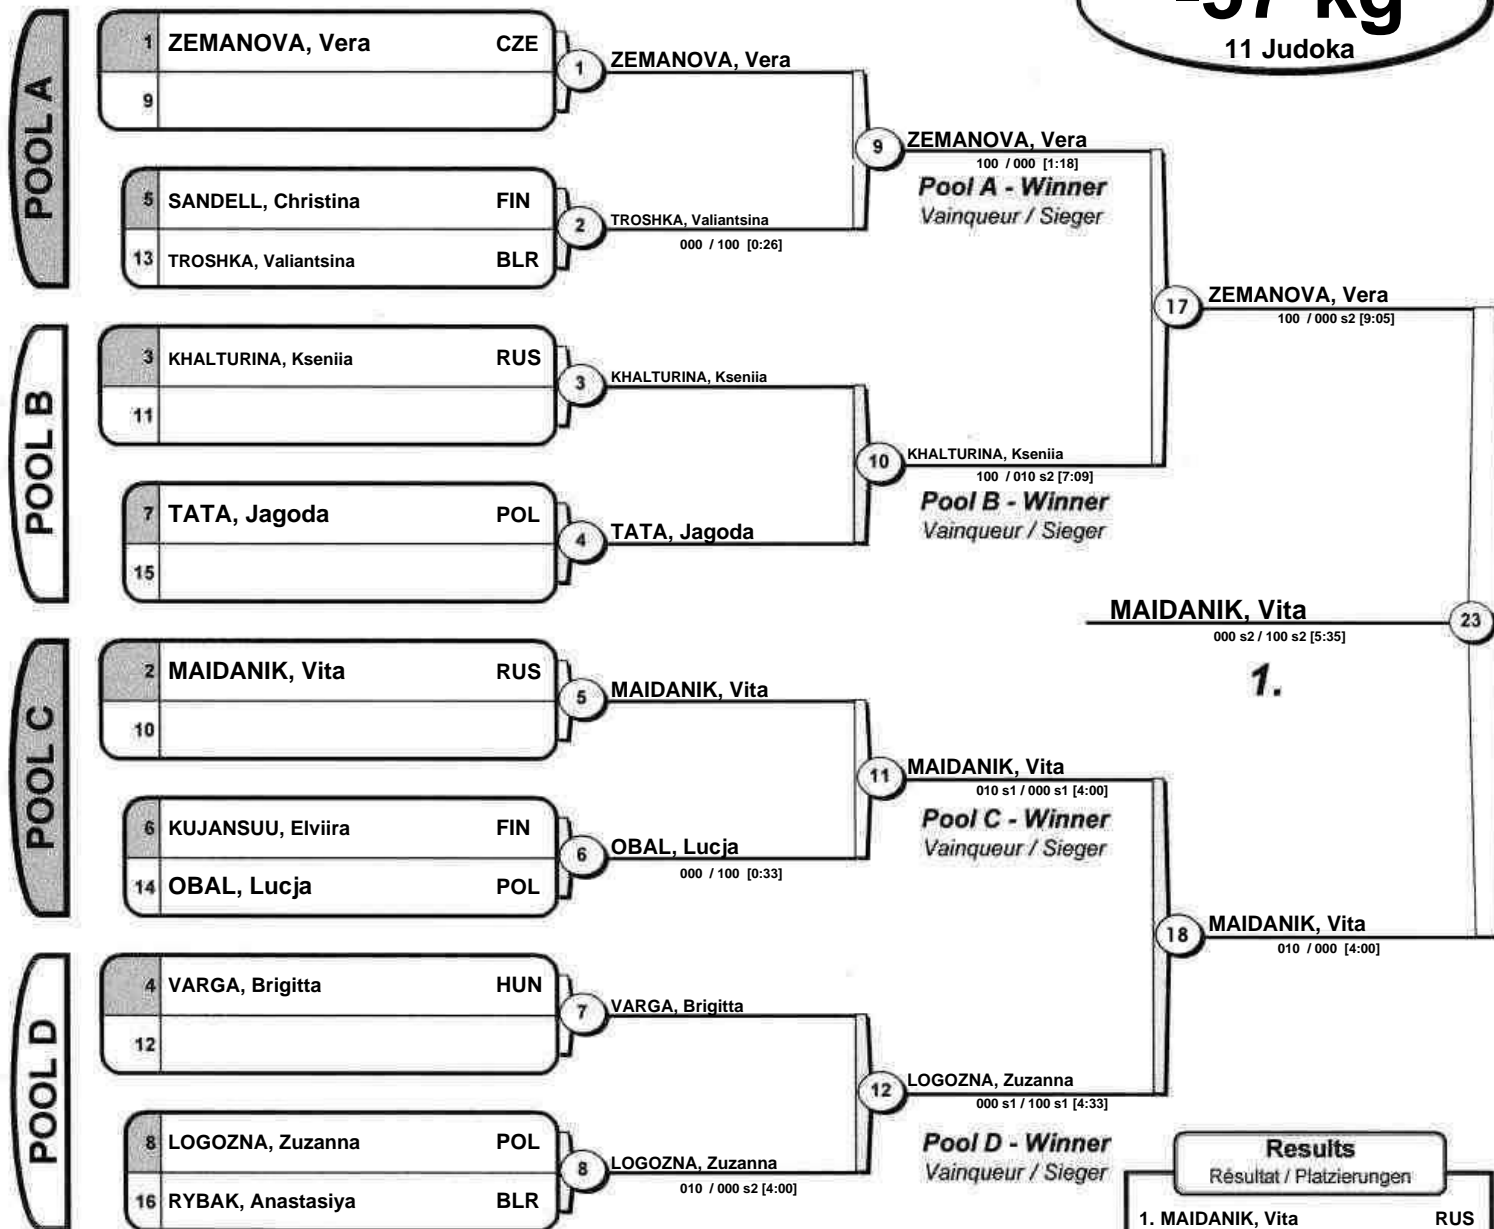 -57 kg
11 Judoka
POOL A
1 ZEMANOVA, Vera CZE
9
1
ZEMANOVA, Vera
5 SANDELL, Christina FIN
13 TROSHKA, Valiantsina BLR
2
TROSHKA, Valiantsina
000 / 100 [0:26]
9
ZEMANOVA, Vera
100 / 000 [1:18]
Pool A - Winner
Vainqueur / Sieger
POOL B
3 KHALTURINA, Kseniia RUS
11
3
KHALTURINA, Kseniia
7 TATA, Jagoda POL
15
4
TATA, Jagoda
10
KHALTURINA, Kseniia
100 / 010 s2 [7:09]
Pool B - Winner
Vainqueur / Sieger
17
ZEMANOVA, Vera
100 / 000 s2 [9:05]
MAIDANIK, Vita
000 s2 / 100 s2 [5:35]
23
1.
POOL C
2 MAIDANIK, Vita RUS
10
5
MAIDANIK, Vita
6 KUJANSUU, Elviira FIN
14 OBAL, Lucja POL
6
OBAL, Lucja
000 / 100 [0:33]
11
MAIDANIK, Vita
010 s1 / 000 s1 [4:00]
Pool C - Winner
Vainqueur / Sieger
18
MAIDANIK, Vita
010 / 000 [4:00]
POOL D
4 VARGA, Brigitta HUN
12
7
VARGA, Brigitta
8 LOGOZNA, Zuzanna POL
16 RYBAK, Anastasiya BLR
8
LOGOZNA, Zuzanna
010 / 000 s2 [4:00]
12
LOGOZNA, Zuzanna
000 s1 / 100 s1 [4:33]
Pool D - Winner
Vainqueur / Sieger
Results
Résultat / Platzierungen
1. MAIDANIK, Vita RUS